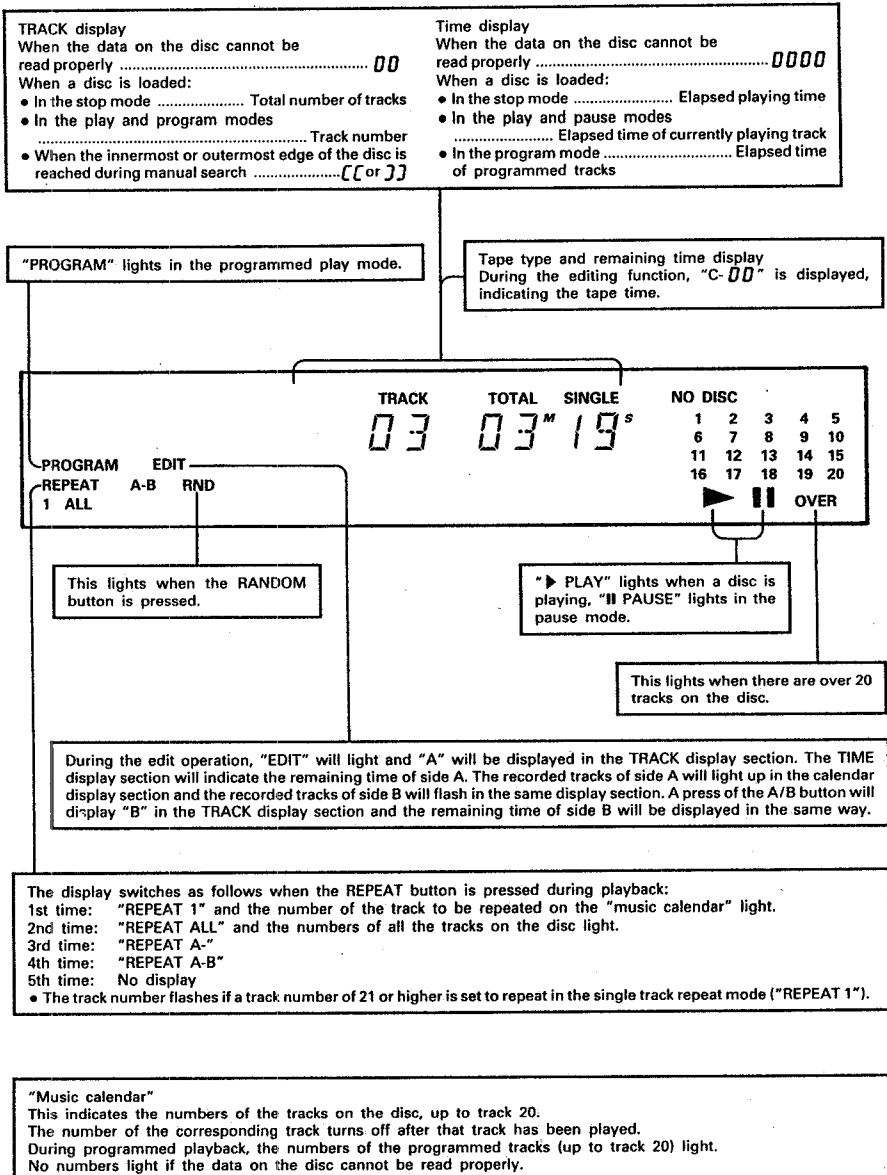 TRACK display
When the data on the disc cannot be
read properly ........................................ 00
When a disc is loaded:
• In the stop mode ..................... Total number of tracks
• In the play and program modes
........................................ Track number
• When the innermost or outermost edge of the disc is
reached during manual search ..................... [[ or ]]
Time display
When the data on the disc cannot be
read properly ........................................ 0000
When a disc is loaded:
• In the stop mode ........................ Elapsed playing time
• In the play and pause modes
....................... Elapsed time of currently playing track
• In the program mode ............................... Elapsed time
of programmed tracks
"PROGRAM" lights in the programmed play mode.
Tape type and remaining time display
During the editing function, "C-00" is displayed,
indicating the tape time.
TRACK TOTAL SINGLE NO DISC
03 03 M 19 S
1 2 3 4 5
6 7 8 9 10
11 12 13 14 15
16 17 18 19 20
PROGRAM EDIT
REPEAT A-B RND
1 ALL
▶ ❚❚ OVER
This lights when the RANDOM
button is pressed.
"▶ PLAY" lights when a disc is
playing, "❚❚ PAUSE" lights in the
pause mode.
This lights when there are over 20
tracks on the disc.
During the edit operation, "EDIT" will light and "A" will be displayed in the TRACK display section. The TIME
display section will indicate the remaining time of side A. The recorded tracks of side A will light up in the calendar
display section and the recorded tracks of side B will flash in the same display section. A press of the A/B button will
display "B" in the TRACK display section and the remaining time of side B will be displayed in the same way.
The display switches as follows when the REPEAT button is pressed during playback:
1st time: "REPEAT 1" and the number of the track to be repeated on the "music calendar" light.
2nd time: "REPEAT ALL" and the numbers of all the tracks on the disc light.
3rd time: "REPEAT A-"
4th time: "REPEAT A-B"
5th time: No display
• The track number flashes if a track number of 21 or higher is set to repeat in the single track repeat mode ("REPEAT 1").
"Music calendar"
This indicates the numbers of the tracks on the disc, up to track 20.
The number of the corresponding track turns off after that track has been played.
During programmed playback, the numbers of the programmed tracks (up to track 20) light.
No numbers light if the data on the disc cannot be read properly.